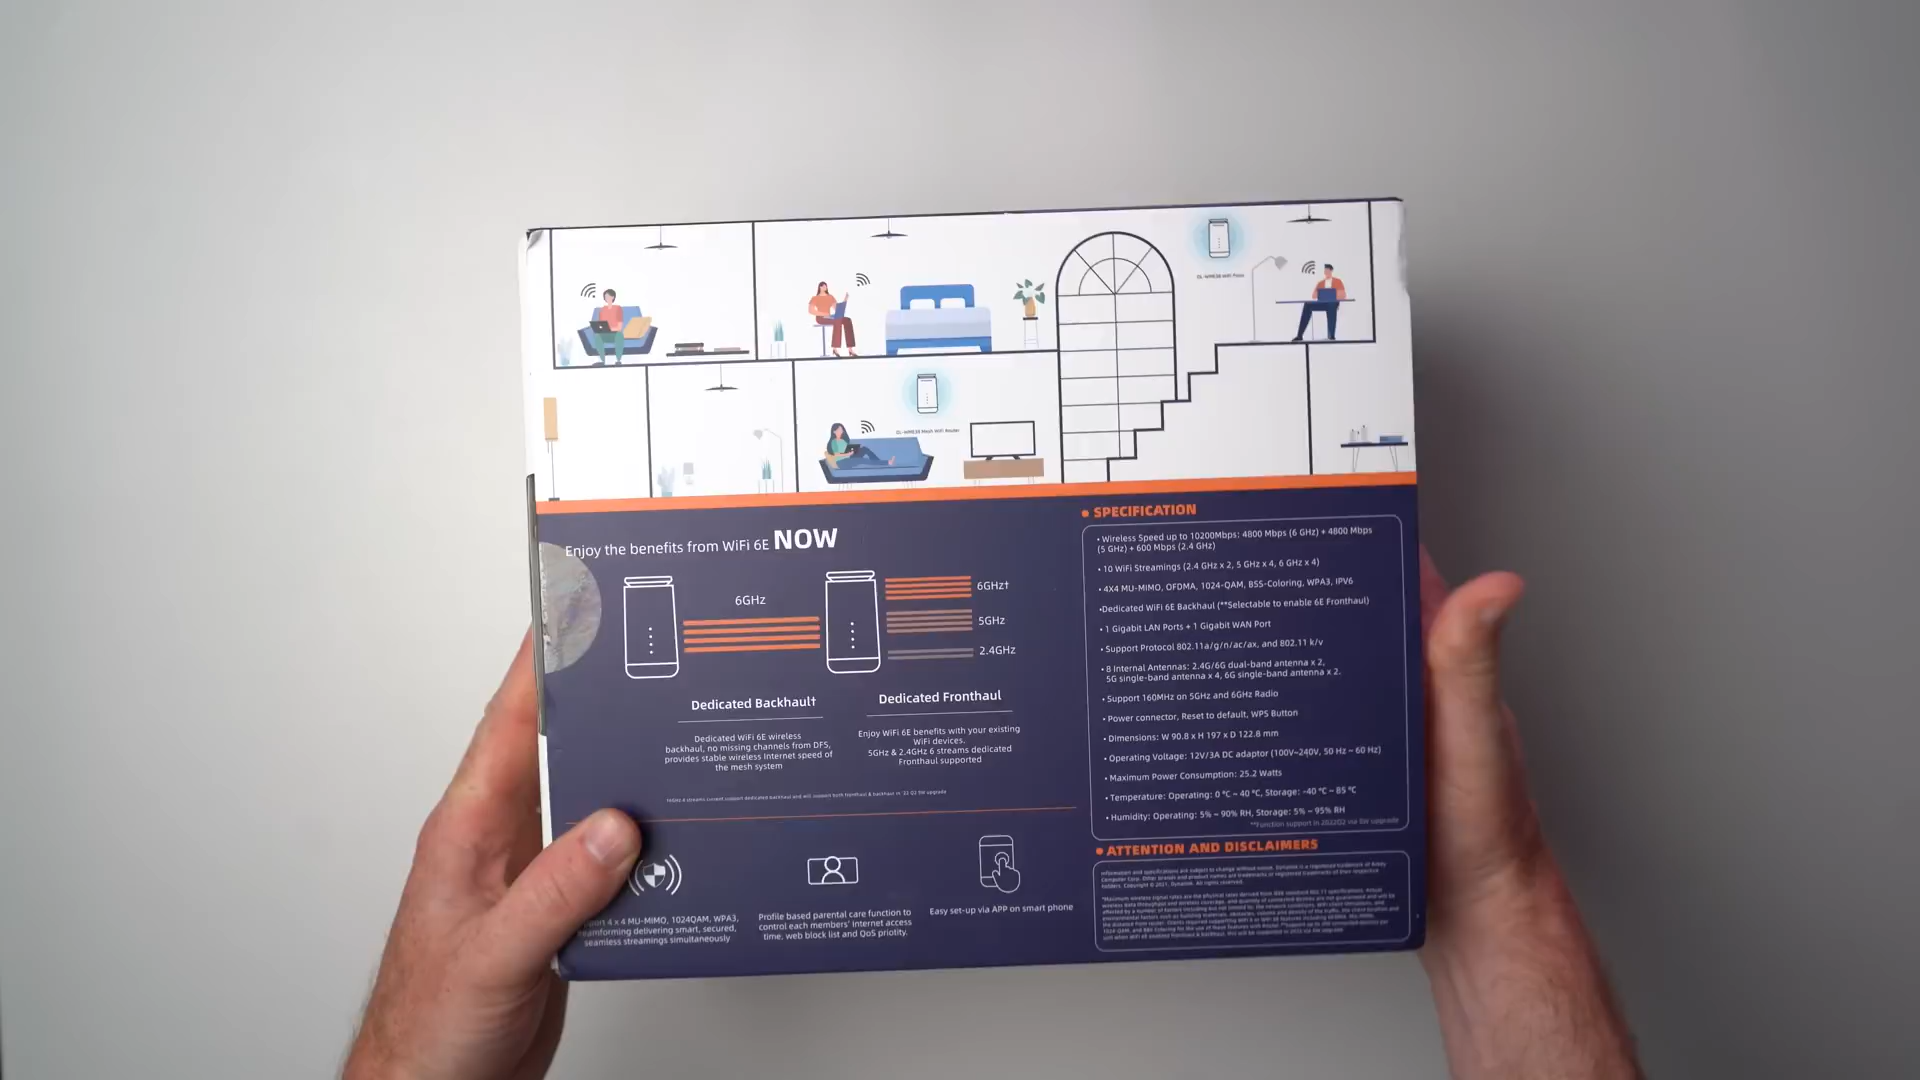 Enjoy the benefits from WiFi 6E NOW
6GHz
6GHz†
5GHz
2.4GHz
Dedicated Backhaul†
Dedicated WiFi 6E wireless
backhaul, no missing channels from DFS,
provides stable wireless internet speed of
the mesh system
Dedicated Fronthaul
Enjoy WiFi 6E benefits with your existing
WiFi devices.
5GHz & 2.4GHz 6 streams dedicated
Fronthaul supported
4 x 4 MU-MIMO, 1024QAM, WPA3,
delivering smart, secured,
seamless streamings simultaneously
Profile based parental care function to
control each members' internet access
time, web block list and QoS priotity.
Easy set-up via APP on smart phone
• SPECIFICATION
• Wireless Speed up to 10200Mbps: 4800 Mbps (6 GHz) + 4800 Mbps
(5 GHz) + 600 Mbps (2.4 GHz)
• 10 WiFi Streamings (2.4 GHz x 2, 5 GHz x 4, 6 GHz x 4)
• 4X4 MU-MIMO, OFDMA, 1024-QAM, BSS-Coloring, WPA3, IPV6
•Dedicated WiFi 6E Backhaul (**Selectable to enable 6E Fronthaul)
• 1 Gigabit LAN Ports + 1 Gigabit WAN Port
• Support Protocol 802.11a/g/n/ac/ax, and 802.11 k/v
• 8 Internal Antennas: 2.4G/6G dual-band antenna x 2,
5G single-band antenna x 4, 6G single-band antenna x 2.
• Support 160MHz on 5GHz and 6GHz Radio
• Power connector, Reset to default, WPS Button
• Dimensions: W 90.8 x H 197 x D 122.8 mm
• Operating Voltage: 12V/3A DC adaptor (100V~240V, 50 Hz ~ 60 Hz)
• Maximum Power Consumption: 25.2 Watts
• Temperature: Operating: 0 °C ~ 40 °C, Storage: -40 °C ~ 85 °C
• Humidity: Operating: 5% ~ 90% RH, Storage: 5% ~ 95% RH
**Function support in 2022Q2 via SW upgrade
• ATTENTION AND DISCLAIMERS